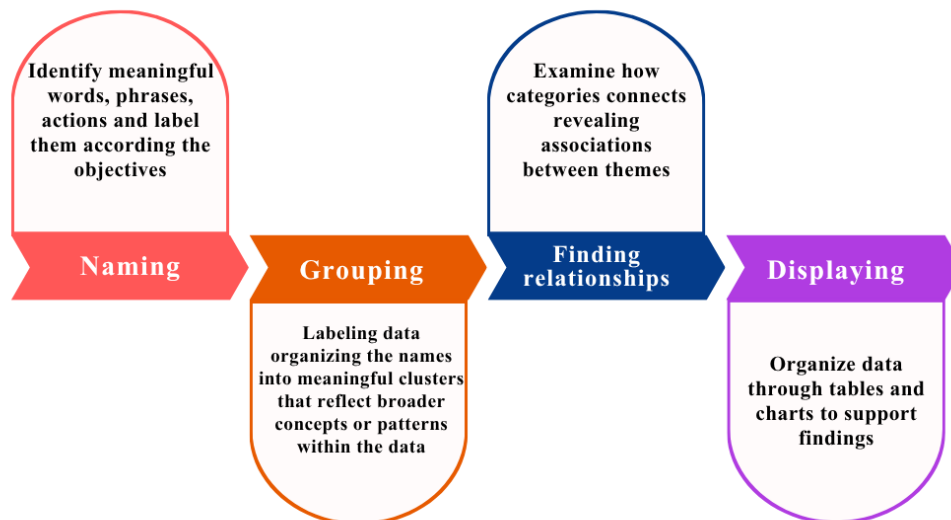 Identify meaningful
words, phrases,
actions and label
them according the
objectives
Naming
Grouping
Labeling data
organizing the names
into meaningful clusters
that reflect broader
concepts or patterns
within the data
Examine how
categories connects
revealing
associations
between themes
Finding
relationships
Displaying
Organize data
through tables and
charts to support
findings